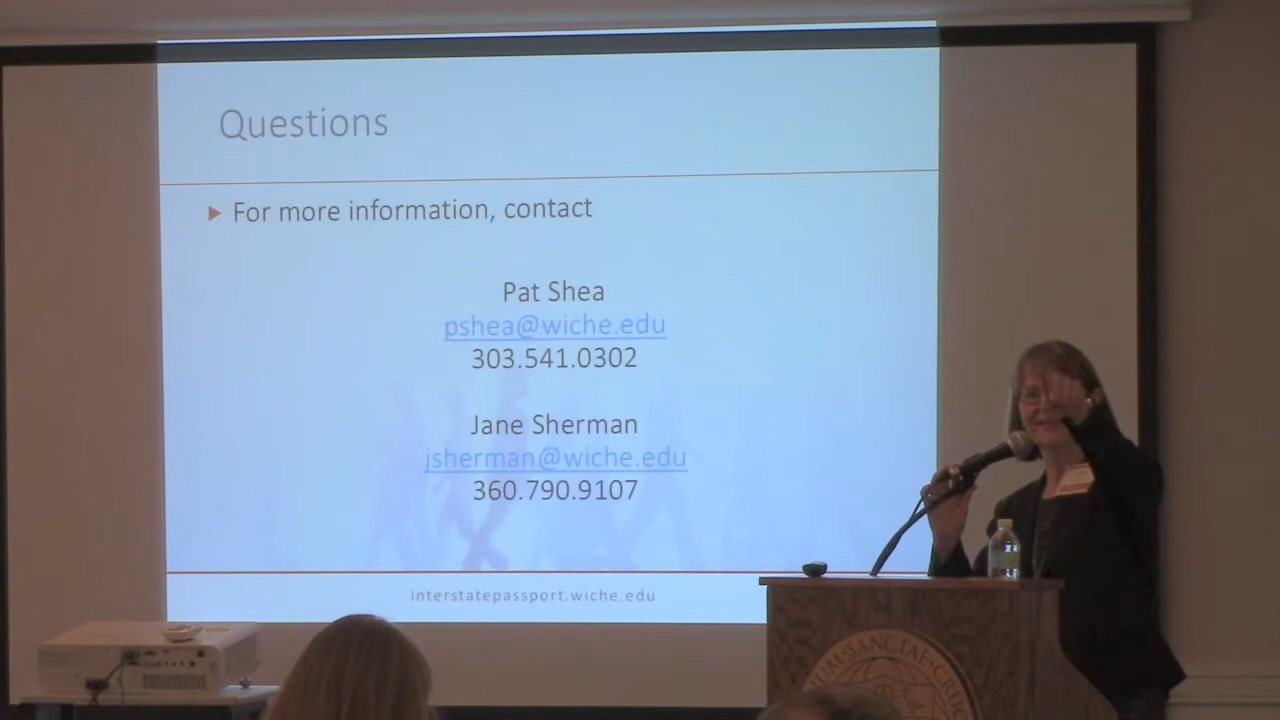 Questions
For more information, contact
Pat Shea
pshea@wiche.edu
303.541.0302
Jane Sherman
jsherman@wiche.edu
360.790.9107
interstatepassport.wiche.edu
SANCTAE